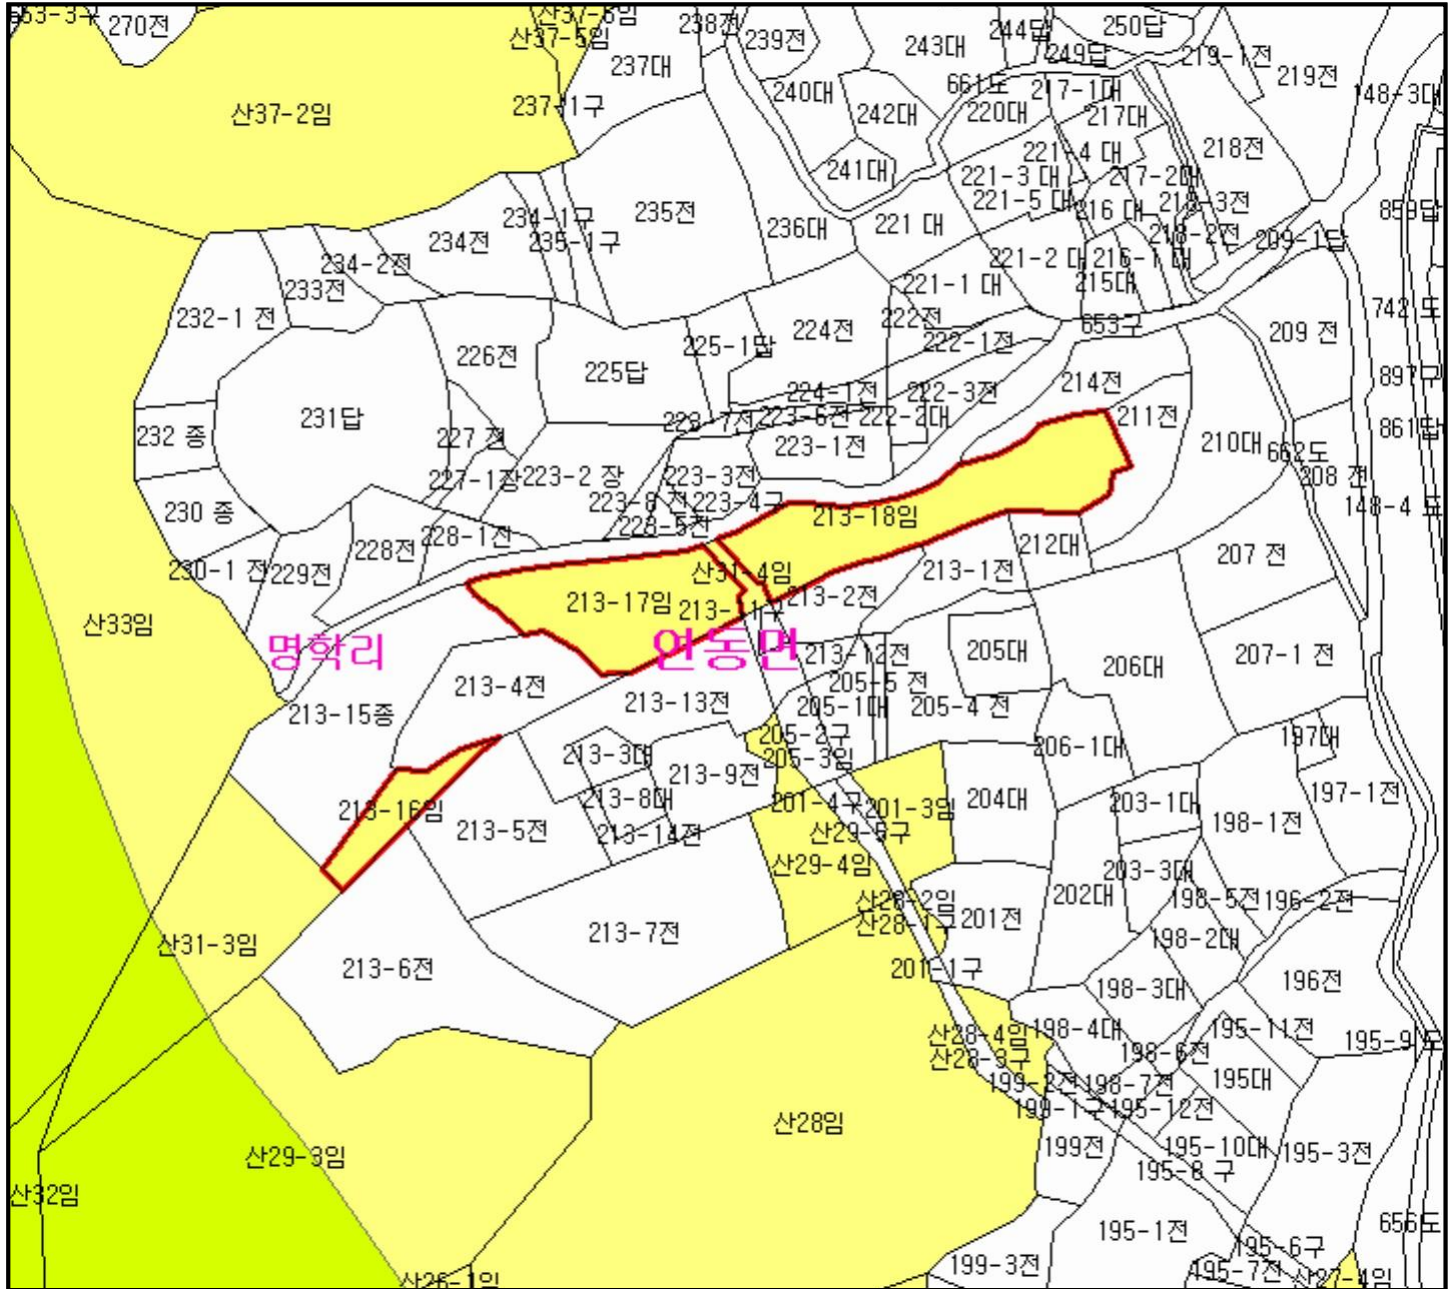 270전
산37-5임
238전
239전
243대
244답
250답
249답
219-1전
219전
237대
산37-2임
237-1구
240대
242대
661도
220대
217-1대
217대
148-3대
241대
221-4 대
218전
221-3 대
217-2대
221-5 대
216 대
218-3전
859답
235전
234-1구
236대
221 대
218-2전
209-1답
234전
235-1구
234-2전
221-2 대
216-1 대
233전
221-1 대
215대
742 도
232-1 전
222전
653구
209 전
224전
225-1답
222-1전
226전
225답
897구
214전
224-1전
222-3전
231답
223-7전
223-6전
222-2대
211전
861답
232 종
227 전
223-1전
210대
662도
227-1장
223-2 장
223-3전
208 전
230 종
223-8 전
223-4구
148-4 도
213-18임
228-5전
228-1전
228전
212대
207 전
230-1 전
229전
산31-4임
213-1전
213-17임
213-2전
산33임
명학리
연동면
213-12전
205대
206대
207-1 전
213-4전
205-5 전
213-13전
205-1대
205-4 전
213-15종
205-2구
206-1대
197대
213-3대
205-3임
213-9전
197-1전
213-8대
201-4구
201-3임
204대
203-1대
213-16임
213-5전
213-14전
198-1전
산29-4임
203-3대
산28-2임
202대
198-5전
196-2전
산28-1구
201전
213-7전
198-2대
산31-3임
213-6전
201-1구
198-3대
196전
산28-4임
198-4대
195-11전
195-9 도
산28-3구
198-6전
199-2전
198-7전
195대
199-1구
195-12전
산28임
199전
195-10대
195-3전
산29-3임
195-8 구
산32임
656도
195-1전
195-6구
199-3전
195-7전
산27-4임
산26-1임